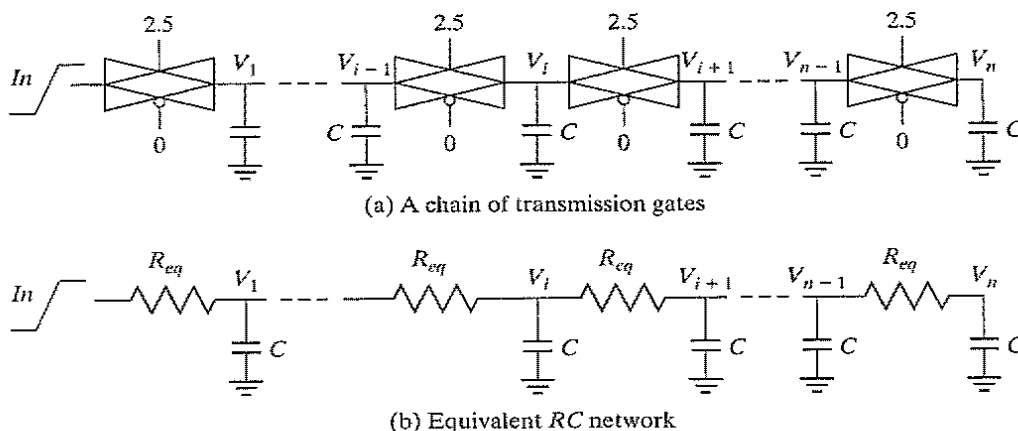 2.5 2.5 2.5 2.5
In V1 Vi−1 Vi Vi+1 Vn−1 Vn
C C C C C
0 0 0 0
(a) A chain of transmission gates
Req Req Req Req
In V1 Vi Vi+1 Vn−1 Vn
C C C C C
(b) Equivalent RC network